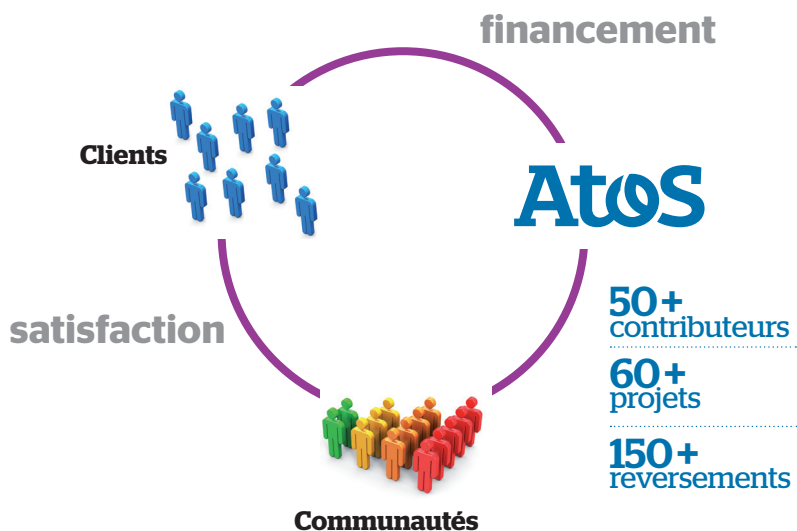 financement
Clients
Atos
satisfaction
50+
contributeurs
60+
projets
150+
reversements
Communautés